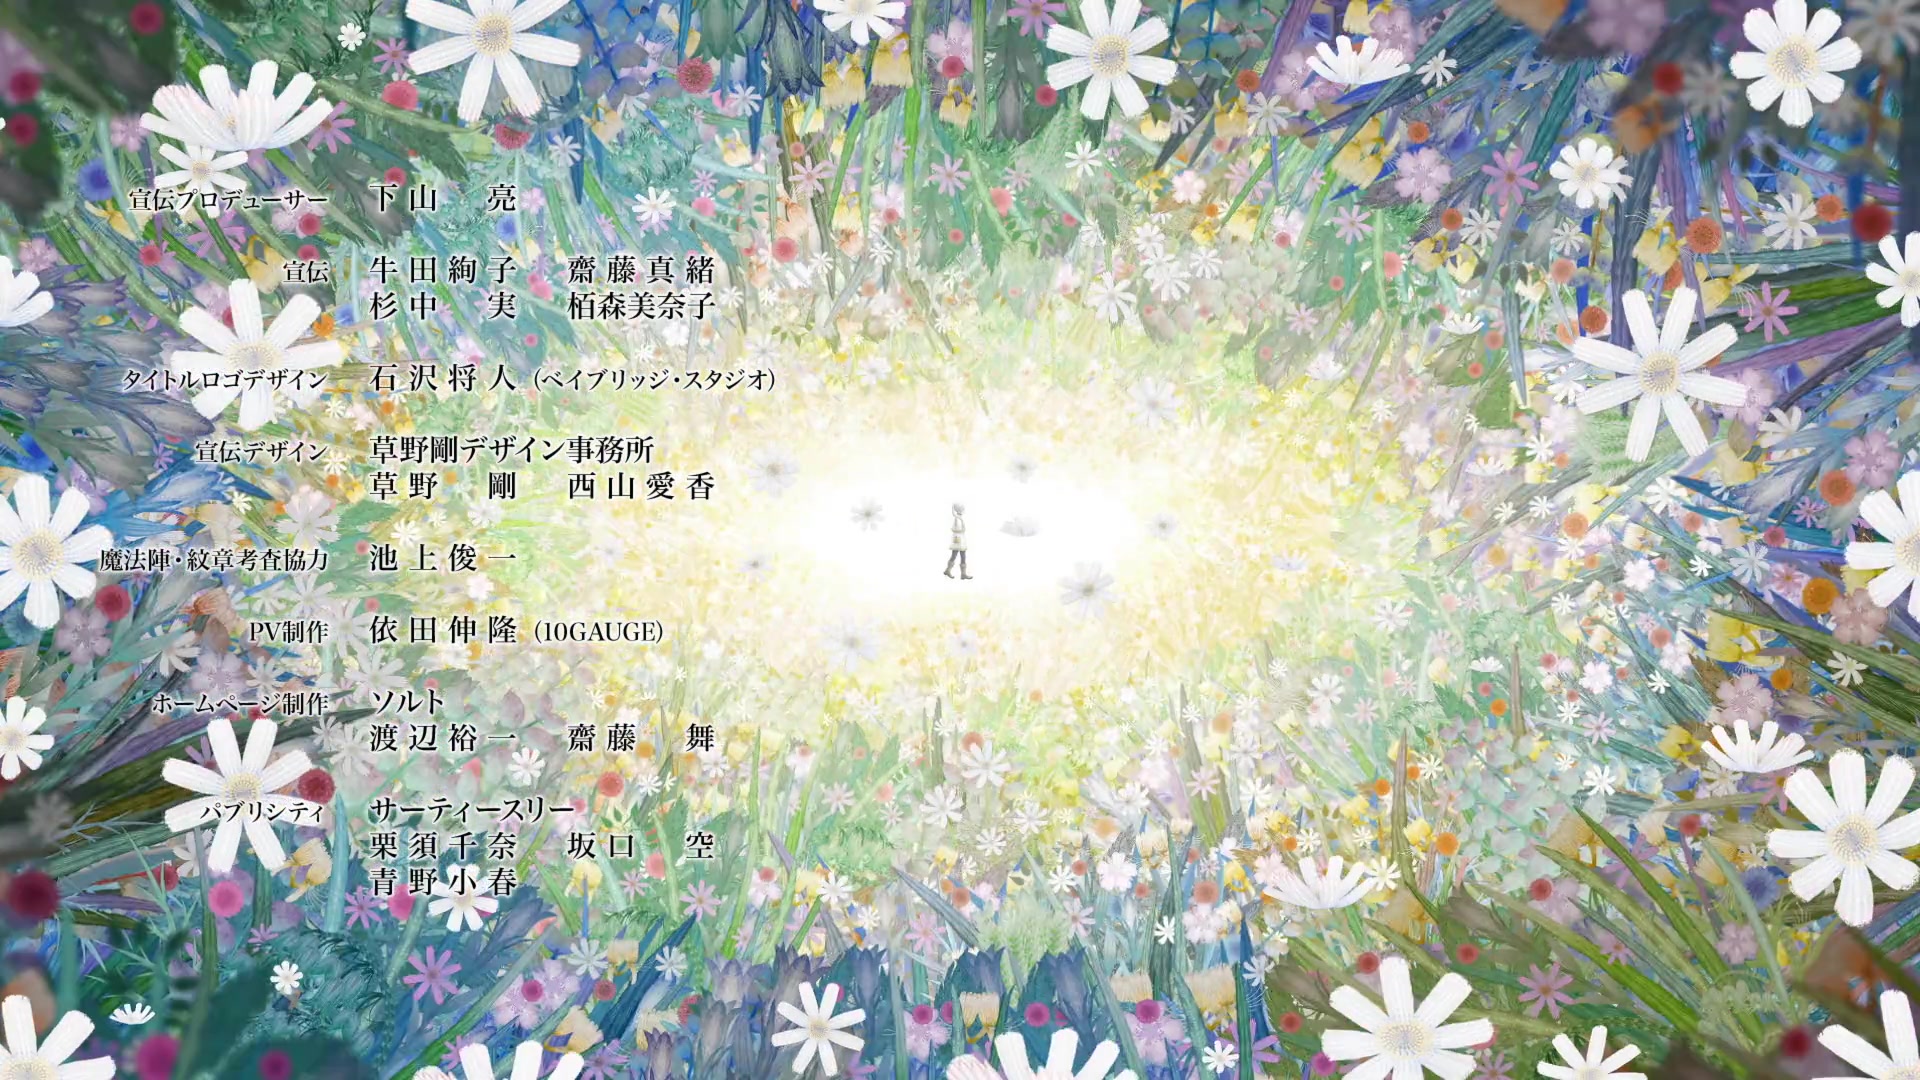 宣伝プロデューサー 下山 亮
宣伝 牛田絢子 齋藤真緒
杉中 実 栢森美奈子
タイトルロゴデザイン 石沢将人(ベイブリッジ・スタジオ)
宣伝デザイン 草野剛デザイン事務所
草野 剛 西山愛香
魔法陣・紋章考査協力 池上俊一
PV制作 依田伸隆(10GAUGE)
ホームページ制作 ソルト
渡辺裕一 齋藤 舞
パブリシティ サーティースリー
栗須千奈 坂口 空
青野小春